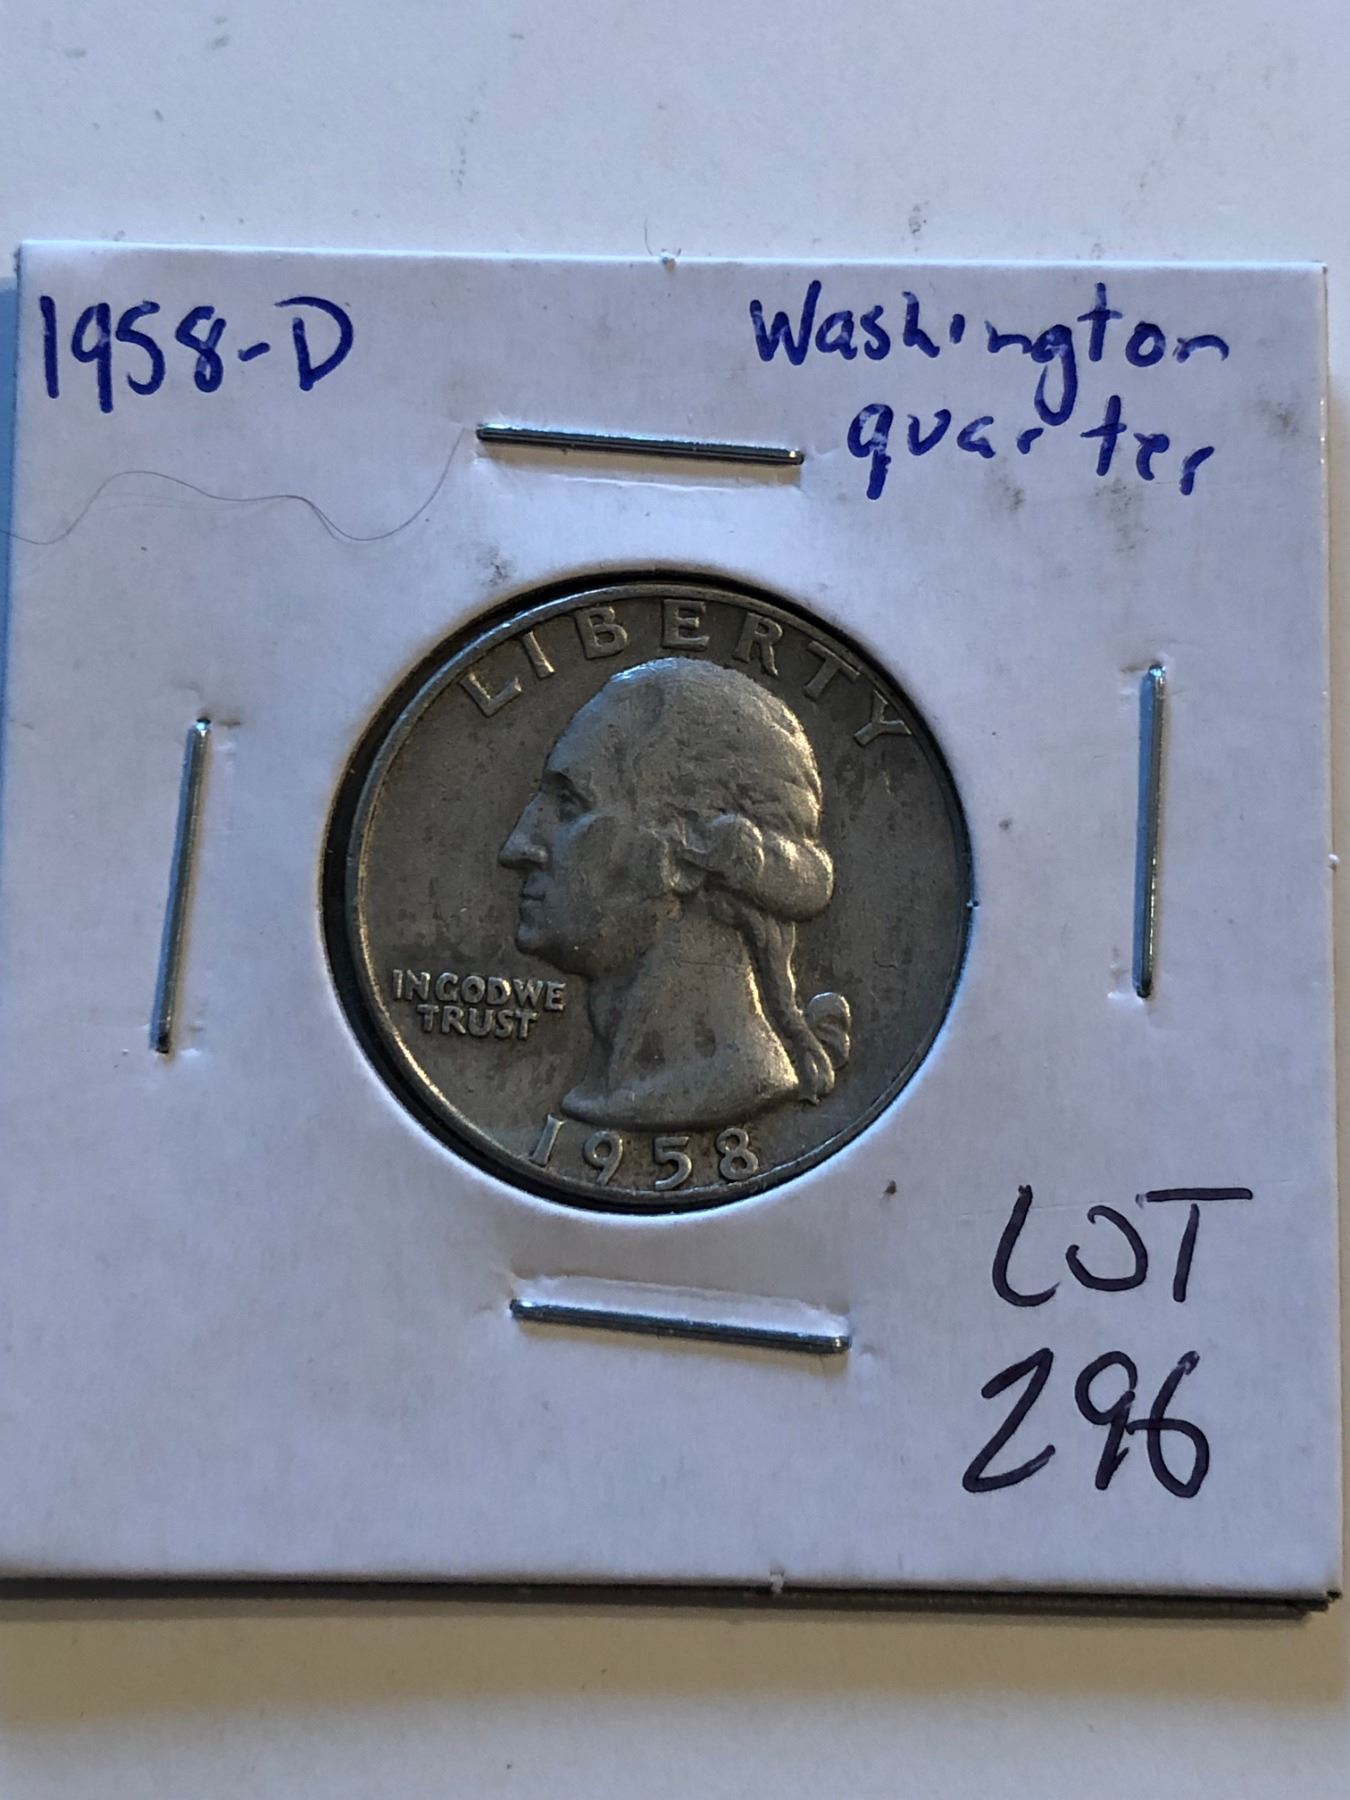 1958-D
Washington
quarter
LIBERTY
IN GOD WE
TRUST
1958
LOT
296